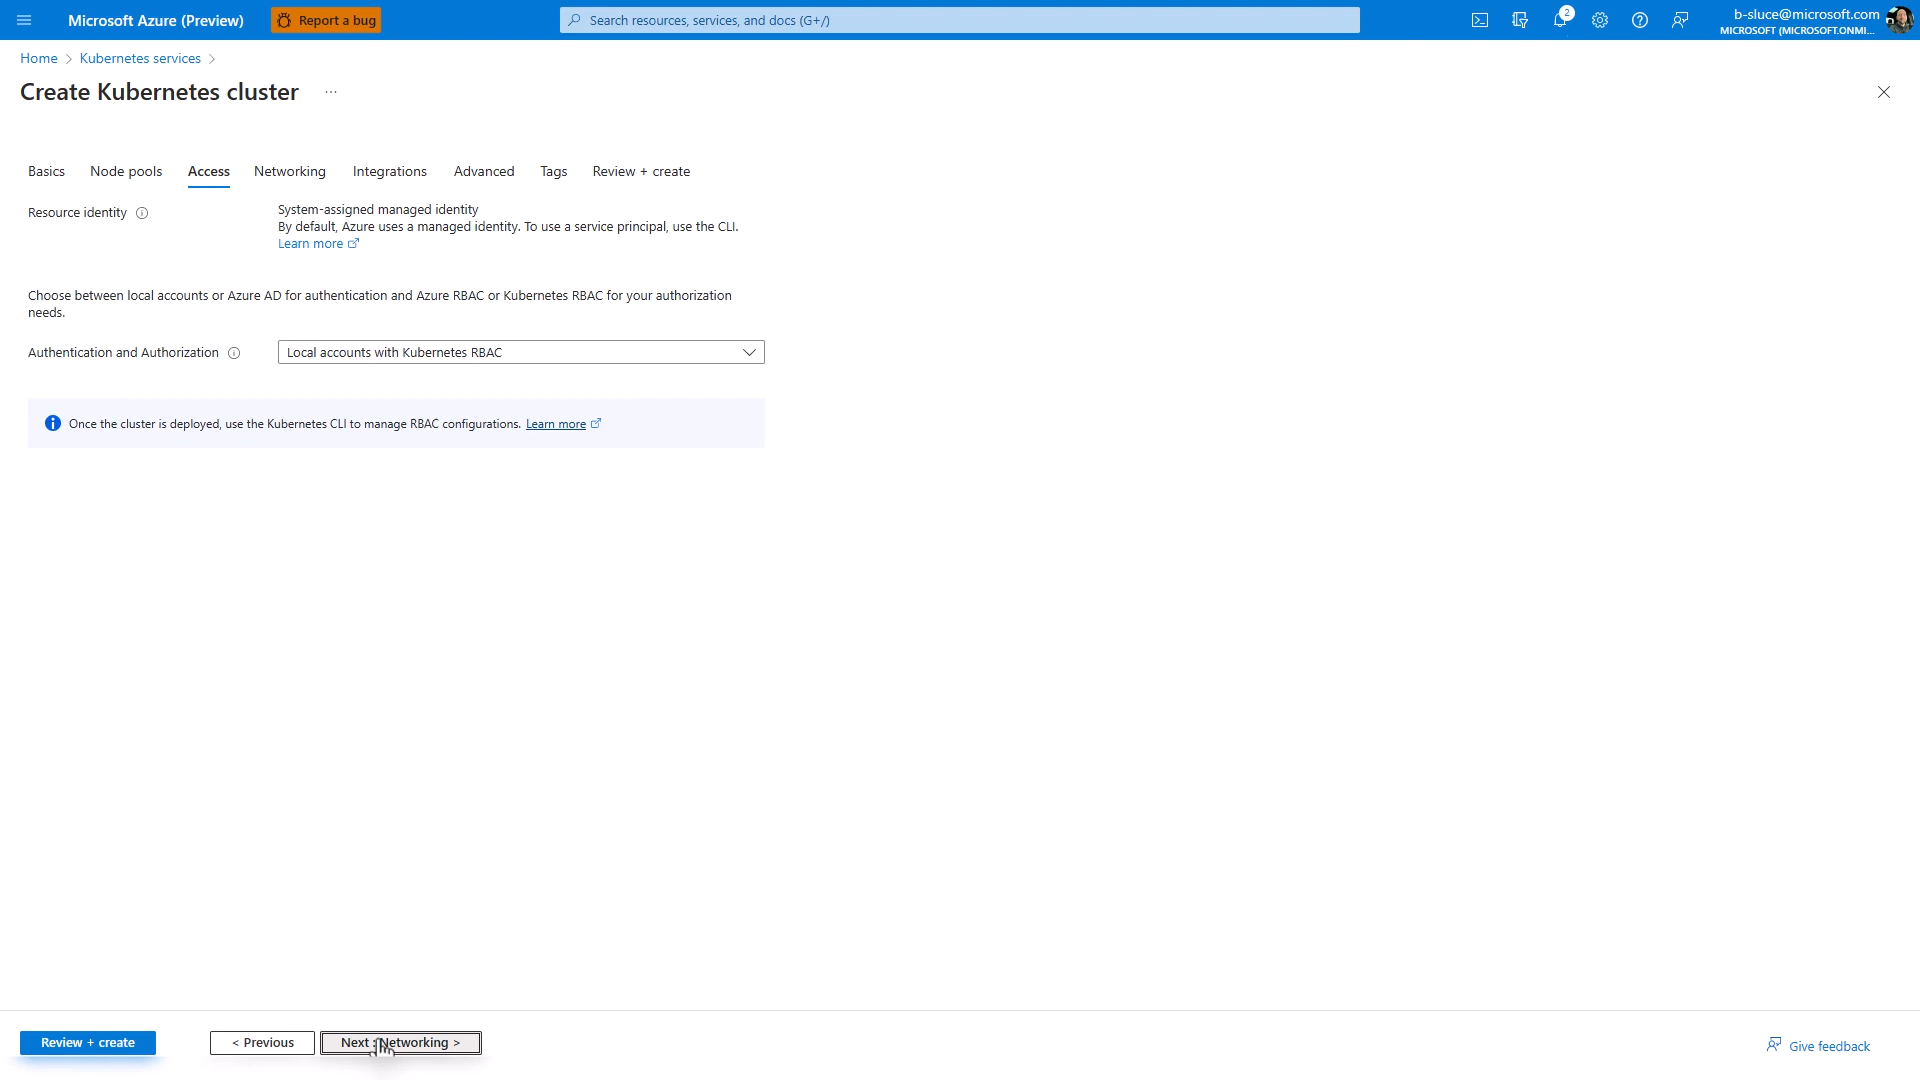 Microsoft Azure (Preview)
Report a bug
Search resources, services, and docs (G+/)
2
b-sluce@microsoft.com
MICROSOFT (MICROSOFT.ONMI...
Home > Kubernetes services >
Create Kubernetes cluster ...
Basics Node pools Access Networking Integrations Advanced Tags Review + create
Resource identity
System-assigned managed identity
By default, Azure uses a managed identity. To use a service principal, use the CLI.
Learn more
Choose between local accounts or Azure AD for authentication and Azure RBAC or Kubernetes RBAC for your authorization
needs.
Authentication and Authorization
Local accounts with Kubernetes RBAC
Once the cluster is deployed, use the Kubernetes CLI to manage RBAC configurations. Learn more
Review + create
< Previous
Next : Networking >
Give feedback